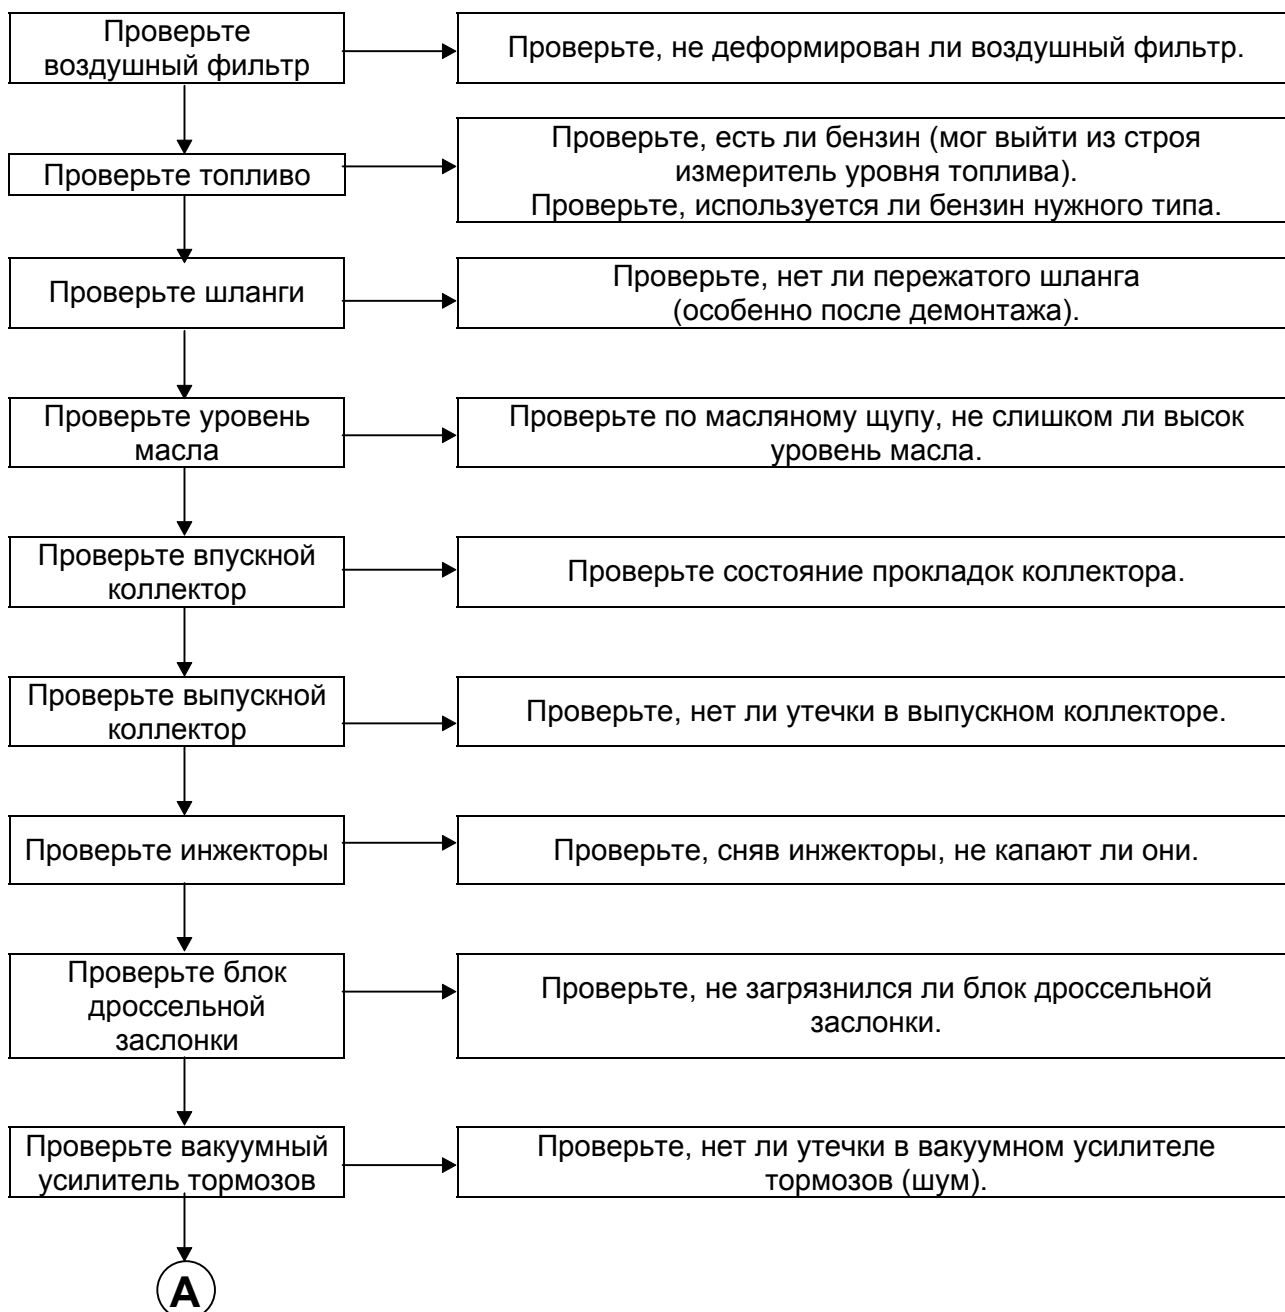 Проверьте
воздушный фильтр
Проверьте, не деформирован ли воздушный фильтр.
Проверьте топливо
Проверьте, есть ли бензин (мог выйти из строя
измеритель уровня топлива).
Проверьте, используется ли бензин нужного типа.
Проверьте шланги
Проверьте, нет ли пережатого шланга
(особенно после демонтажа).
Проверьте уровень
масла
Проверьте по масляному щупу, не слишком ли высок
уровень масла.
Проверьте впускной
коллектор
Проверьте состояние прокладок коллектора.
Проверьте выпускной
коллектор
Проверьте, нет ли утечки в выпускном коллекторе.
Проверьте инжекторы
Проверьте, сняв инжекторы, не капают ли они.
Проверьте блок
дроссельной
заслонки
Проверьте, не загрязнился ли блок дроссельной
заслонки.
Проверьте вакуумный
усилитель тормозов
Проверьте, нет ли утечки в вакуумном усилителе
тормозов (шум).
A